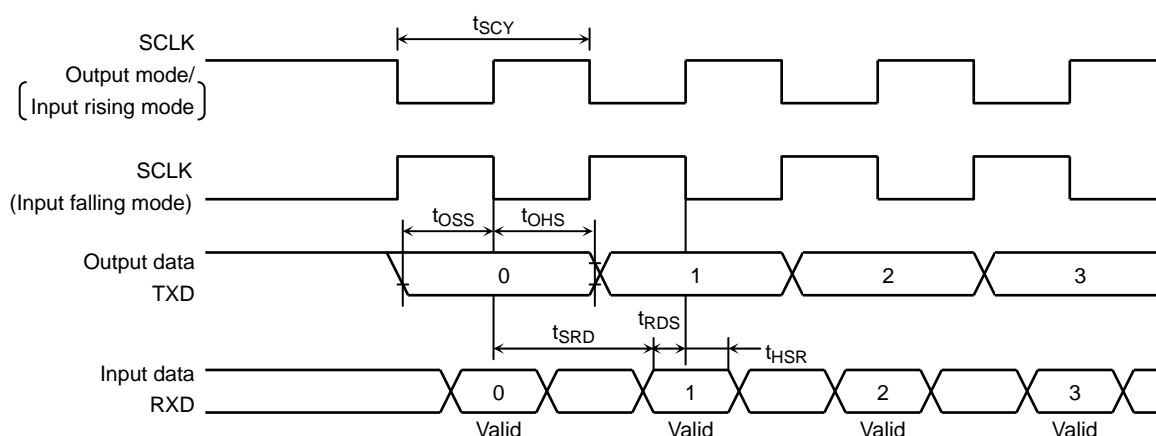 tSCY
SCLK
Output mode/
Input rising mode
SCLK
(Input falling mode)
tOSS tOHS
Output data
TXD
0 1 2 3
tSRD tRDS tHSR
Input data
RXD
0 1 2 3
Valid Valid Valid Valid